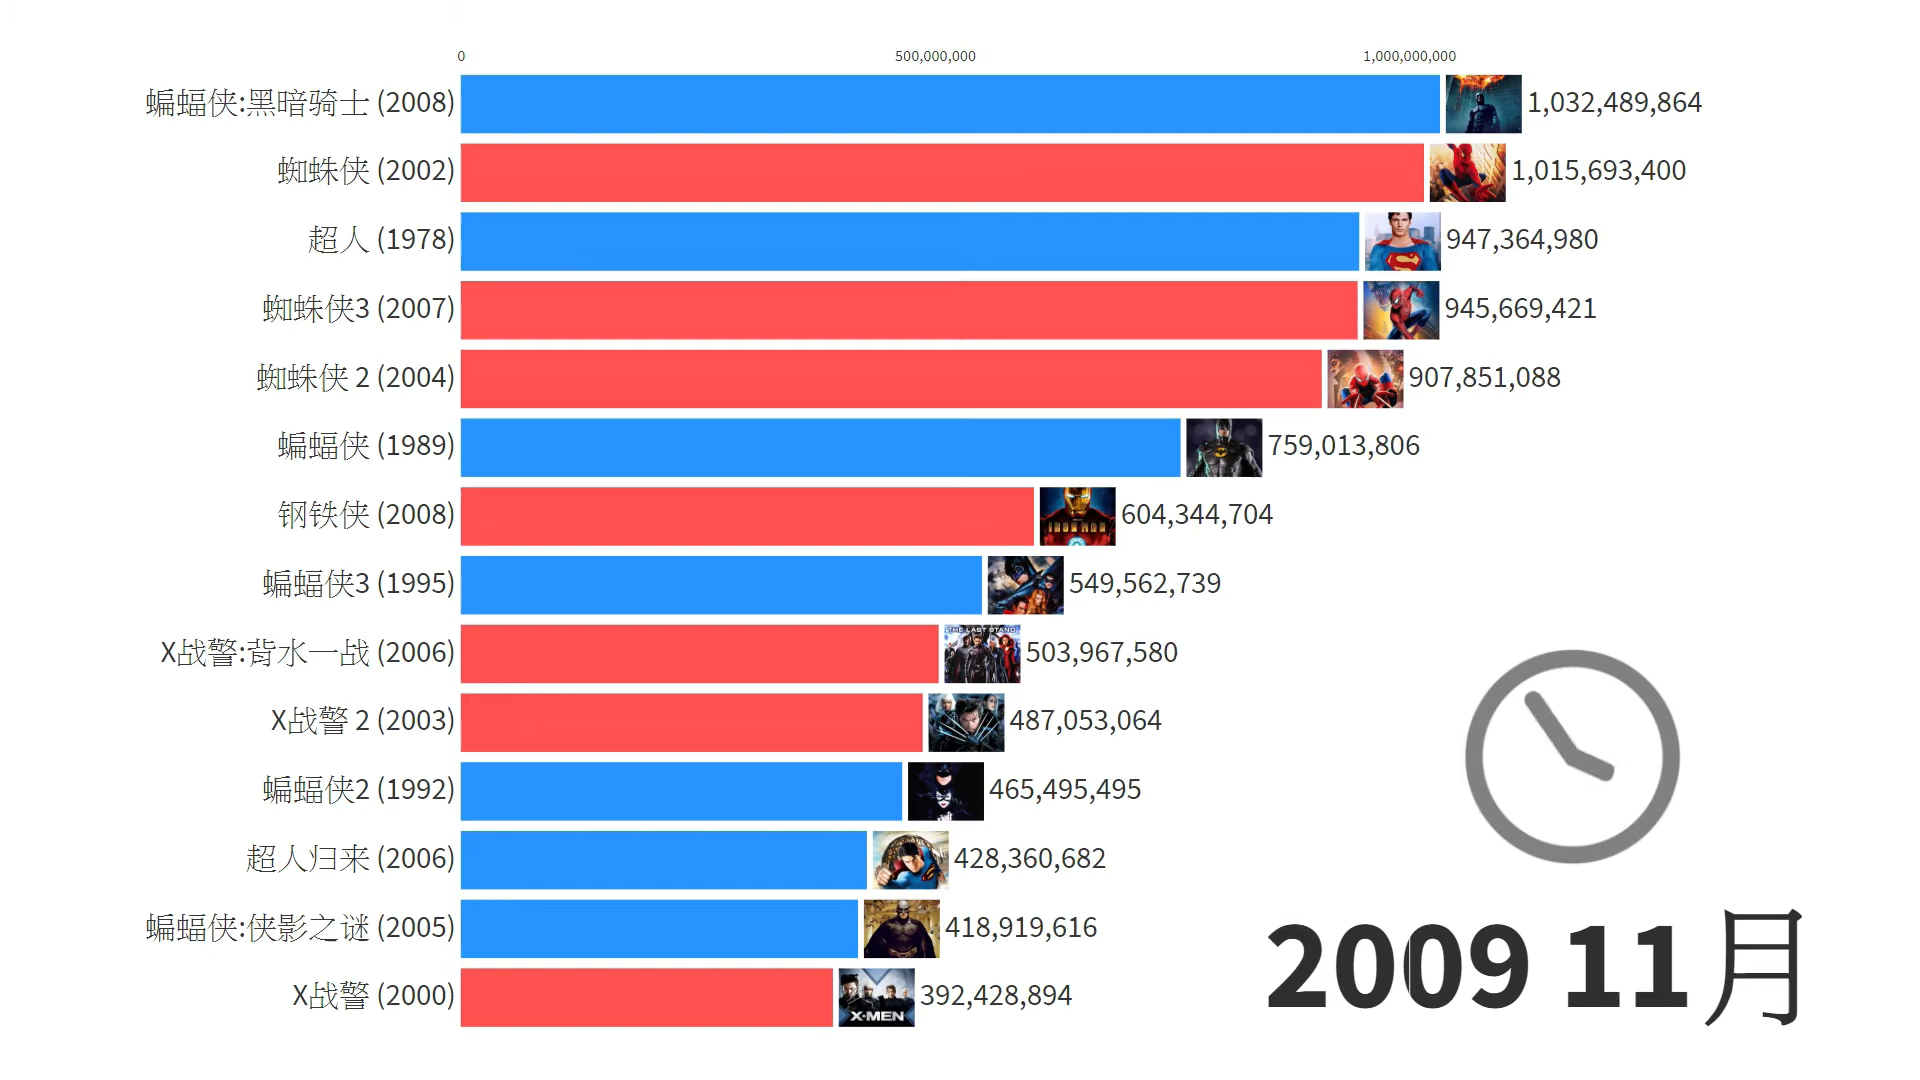 0 500,000,000 1,000,000,000
蝙蝠侠:黑暗骑士 (2008) 1,032,489,864
蜘蛛侠 (2002) 1,015,693,400
超人 (1978) 947,364,980
蜘蛛侠3 (2007) 945,669,421
蜘蛛侠 2 (2004) 907,851,088
蝙蝠侠 (1989) 759,013,806
钢铁侠 (2008) IRON MAN 604,344,704
蝙蝠侠3 (1995) 549,562,739
X战警:背水一战 (2006) THE LAST STAND 503,967,580
X战警 2 (2003) 487,053,064
蝙蝠侠2 (1992) 465,495,495
超人归来 (2006) 428,360,682
蝙蝠侠:侠影之谜 (2005) 418,919,616
X战警 (2000) X-MEN 392,428,894
2009 11月